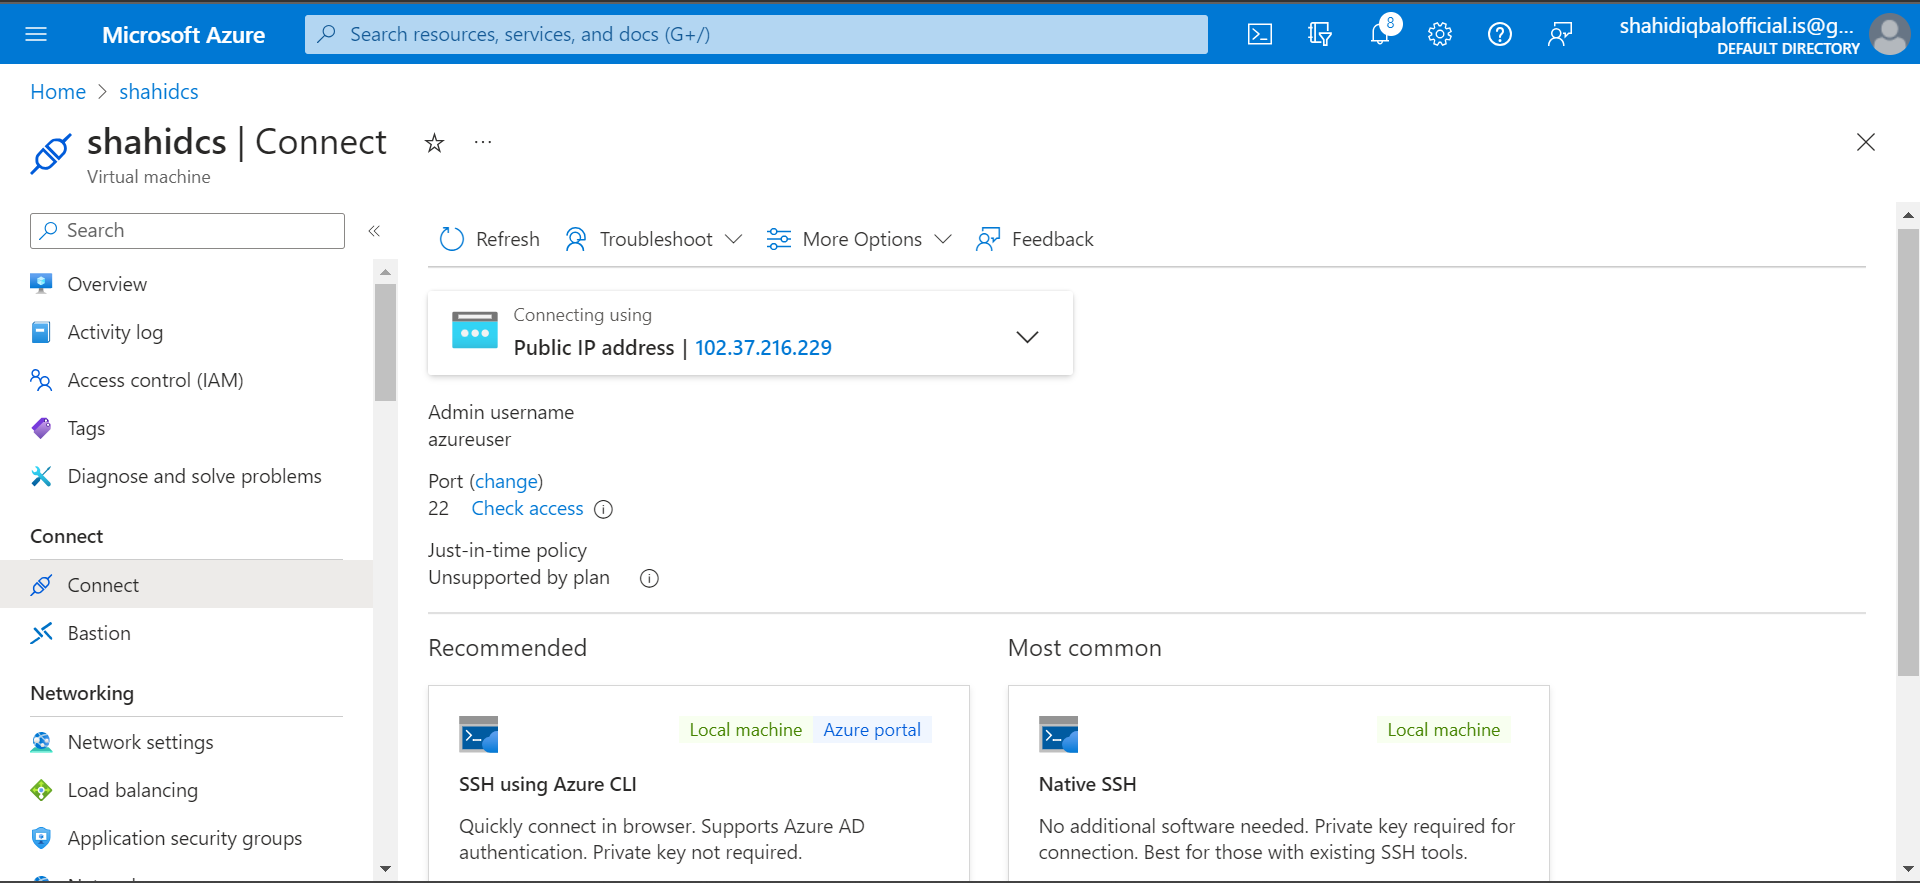 Microsoft Azure
Search resources, services, and docs (G+/)
8
shahidiqbalofficial.is@g...
DEFAULT DIRECTORY
Home > shahidcs
shahidcs | Connect
...
Virtual machine
Search
«
Overview
Activity log
Access control (IAM)
Tags
Diagnose and solve problems
Connect
Connect
Bastion
Networking
Network settings
Load balancing
Application security groups
Refresh
Troubleshoot
More Options
Feedback
Connecting using
Public IP address | 102.37.216.229
Admin username
azureuser
Port (change)
22 Check access
Just-in-time policy
Unsupported by plan
Recommended
Local machine Azure portal
SSH using Azure CLI
Quickly connect in browser. Supports Azure AD
authentication. Private key not required.
Most common
Local machine
Native SSH
No additional software needed. Private key required for
connection. Best for those with existing SSH tools.